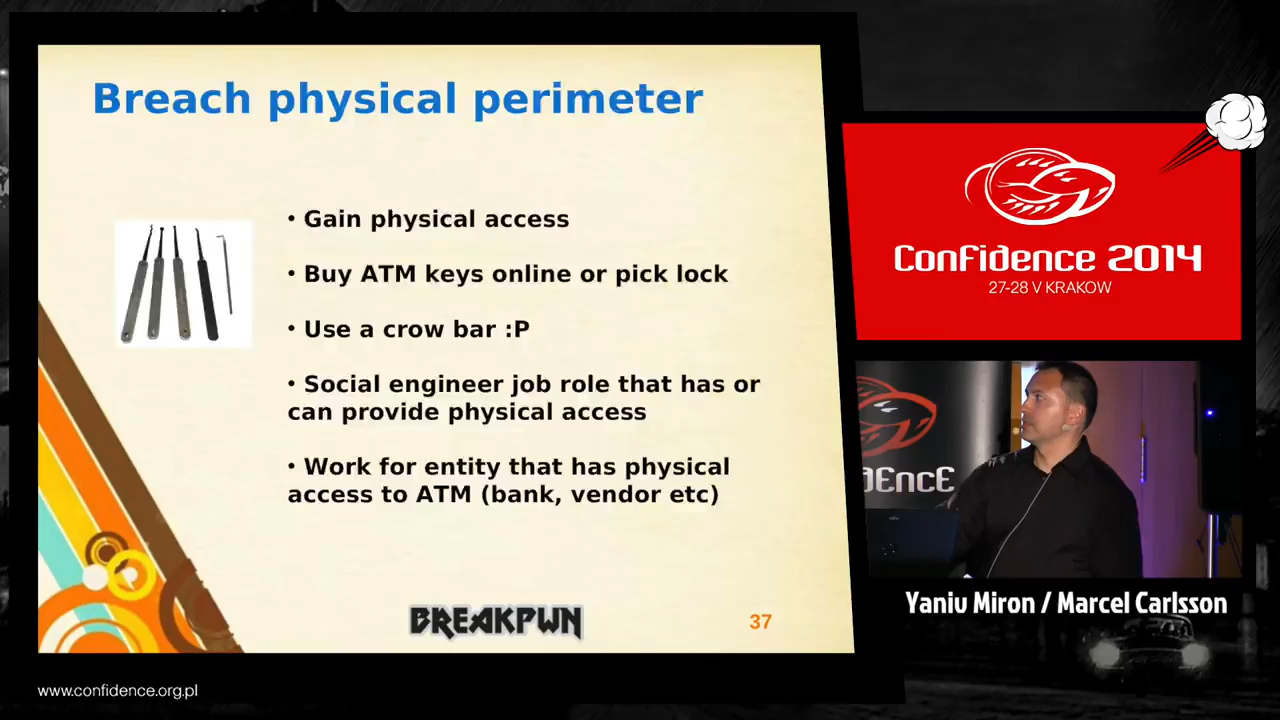 Breach physical perimeter
• Gain physical access
• Buy ATM keys online or pick lock
• Use a crow bar :P
• Social engineer job role that has or
can provide physical access
• Work for entity that has physical
access to ATM (bank, vendor etc)
BREAKPWN
37
ConFidence 2014
27-28 V KRAKOW
dEncE
Yaniv Miron / Marcel Carlsson
www.confidence.org.pl